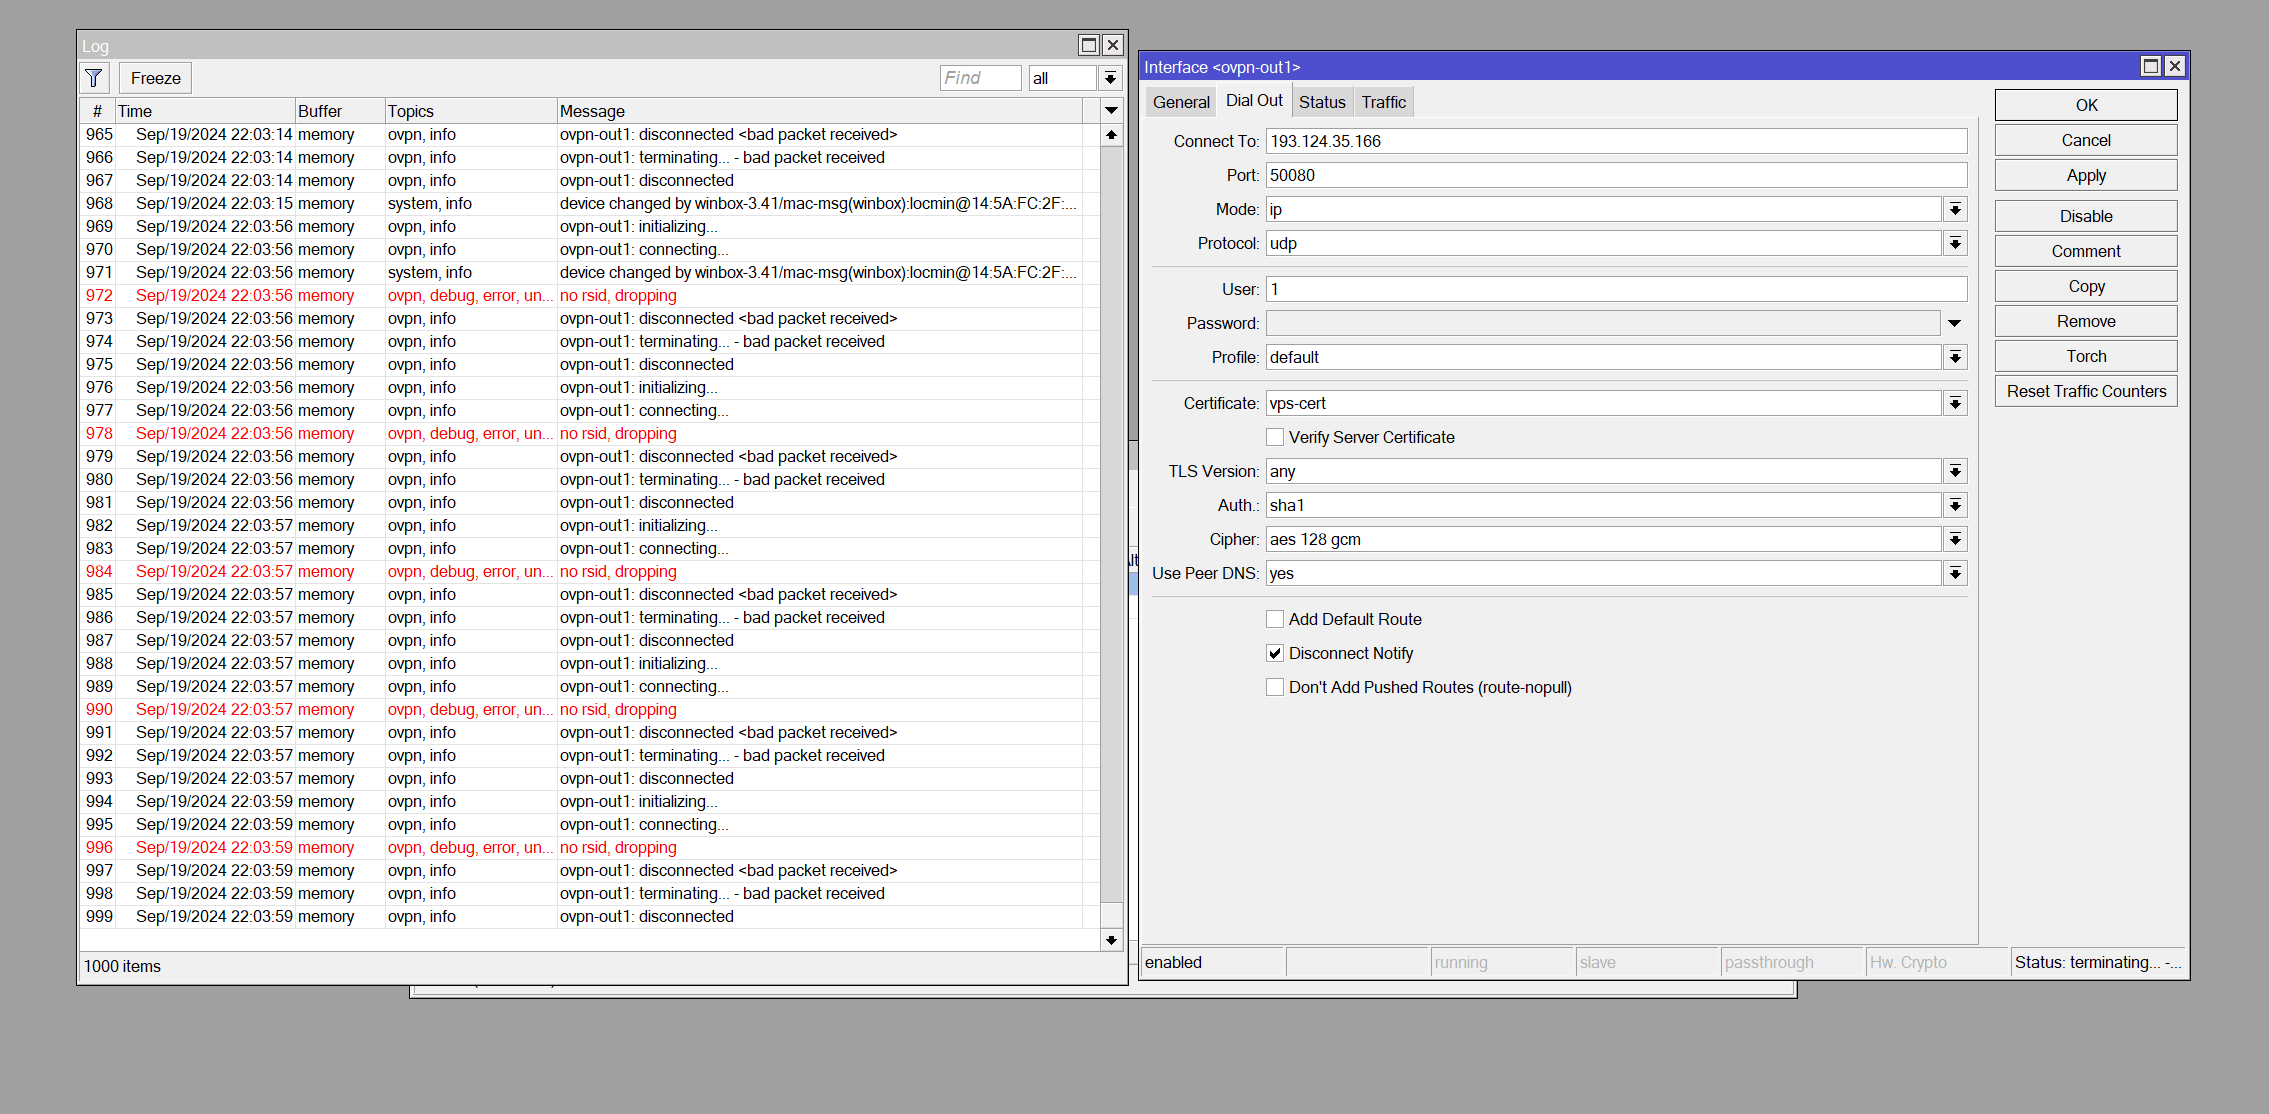 Log
Freeze
Find
all
# Time Buffer Topics Message
965 Sep/19/2024 22:03:14 memory ovpn, info ovpn-out1: disconnected <bad packet received>
966 Sep/19/2024 22:03:14 memory ovpn, info ovpn-out1: terminating... - bad packet received
967 Sep/19/2024 22:03:14 memory ovpn, info ovpn-out1: disconnected
968 Sep/19/2024 22:03:15 memory system, info device changed by winbox-3.41/mac-msg(winbox):locmin@14:5A:FC:2F:...
969 Sep/19/2024 22:03:56 memory ovpn, info ovpn-out1: initializing...
970 Sep/19/2024 22:03:56 memory ovpn, info ovpn-out1: connecting...
971 Sep/19/2024 22:03:56 memory system, info device changed by winbox-3.41/mac-msg(winbox):locmin@14:5A:FC:2F:...
972 Sep/19/2024 22:03:56 memory ovpn, debug, error, un... no rsid, dropping
973 Sep/19/2024 22:03:56 memory ovpn, info ovpn-out1: disconnected <bad packet received>
974 Sep/19/2024 22:03:56 memory ovpn, info ovpn-out1: terminating... - bad packet received
975 Sep/19/2024 22:03:56 memory ovpn, info ovpn-out1: disconnected
976 Sep/19/2024 22:03:56 memory ovpn, info ovpn-out1: initializing...
977 Sep/19/2024 22:03:56 memory ovpn, info ovpn-out1: connecting...
978 Sep/19/2024 22:03:56 memory ovpn, debug, error, un... no rsid, dropping
979 Sep/19/2024 22:03:56 memory ovpn, info ovpn-out1: disconnected <bad packet received>
980 Sep/19/2024 22:03:56 memory ovpn, info ovpn-out1: terminating... - bad packet received
981 Sep/19/2024 22:03:56 memory ovpn, info ovpn-out1: disconnected
982 Sep/19/2024 22:03:57 memory ovpn, info ovpn-out1: initializing...
983 Sep/19/2024 22:03:57 memory ovpn, info ovpn-out1: connecting...
984 Sep/19/2024 22:03:57 memory ovpn, debug, error, un... no rsid, dropping
985 Sep/19/2024 22:03:57 memory ovpn, info ovpn-out1: disconnected <bad packet received>
986 Sep/19/2024 22:03:57 memory ovpn, info ovpn-out1: terminating... - bad packet received
987 Sep/19/2024 22:03:57 memory ovpn, info ovpn-out1: disconnected
988 Sep/19/2024 22:03:57 memory ovpn, info ovpn-out1: initializing...
989 Sep/19/2024 22:03:57 memory ovpn, info ovpn-out1: connecting...
990 Sep/19/2024 22:03:57 memory ovpn, debug, error, un... no rsid, dropping
991 Sep/19/2024 22:03:57 memory ovpn, info ovpn-out1: disconnected <bad packet received>
992 Sep/19/2024 22:03:57 memory ovpn, info ovpn-out1: terminating... - bad packet received
993 Sep/19/2024 22:03:57 memory ovpn, info ovpn-out1: disconnected
994 Sep/19/2024 22:03:59 memory ovpn, info ovpn-out1: initializing...
995 Sep/19/2024 22:03:59 memory ovpn, info ovpn-out1: connecting...
996 Sep/19/2024 22:03:59 memory ovpn, debug, error, un... no rsid, dropping
997 Sep/19/2024 22:03:59 memory ovpn, info ovpn-out1: disconnected <bad packet received>
998 Sep/19/2024 22:03:59 memory ovpn, info ovpn-out1: terminating... - bad packet received
999 Sep/19/2024 22:03:59 memory ovpn, info ovpn-out1: disconnected
1000 items
Interface <ovpn-out1>
General Dial Out Status Traffic
Connect To: 193.124.35.166
Port: 50080
Mode: ip
Protocol: udp
User: 1
Password:
Profile: default
Certificate: vps-cert
Verify Server Certificate
TLS Version: any
Auth.: sha1
Cipher: aes 128 gcm
Use Peer DNS: yes
Add Default Route
Disconnect Notify
Don't Add Pushed Routes (route-nopull)
OK
Cancel
Apply
Disable
Comment
Copy
Remove
Torch
Reset Traffic Counters
enabled running slave passthrough Hw. Crypto Status: terminating... -...